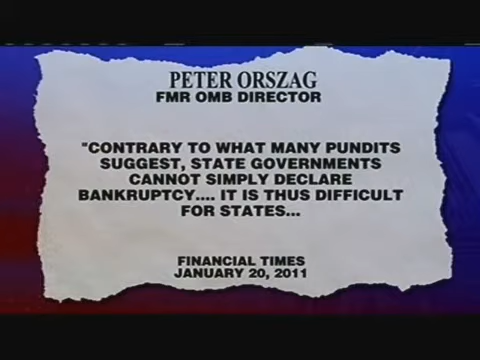 PETER ORSZAG
FMR OMB DIRECTOR
"CONTRARY TO WHAT MANY PUNDITS
SUGGEST, STATE GOVERNMENTS
CANNOT SIMPLY DECLARE
BANKRUPTCY.... IT IS THUS DIFFICULT
FOR STATES...
FINANCIAL TIMES
JANUARY 20, 2011